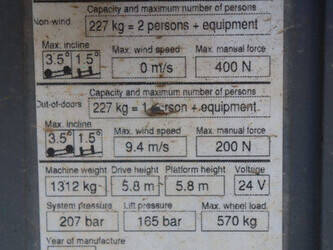 Capacity and maximum number of persons
Non-wind 227 kg = 2 persons + equipment
Max. incline Max. wind speed Max. manual force
3.5° 1.5° 0 m/s 400 N
Capacity and maximum number of persons
Out-of-doors 227 kg = 1 person + equipment
Max. incline Max. wind speed Max. manual force
3.5° 1.5° 9.4 m/s 200 N
Machine weight Drive height Platform height Voltage
1312 kg 5.8 m 5.8 m 24 V
System pressure Lift pressure Max. wheel load
207 bar 165 bar 570 kg
Year of manufacture